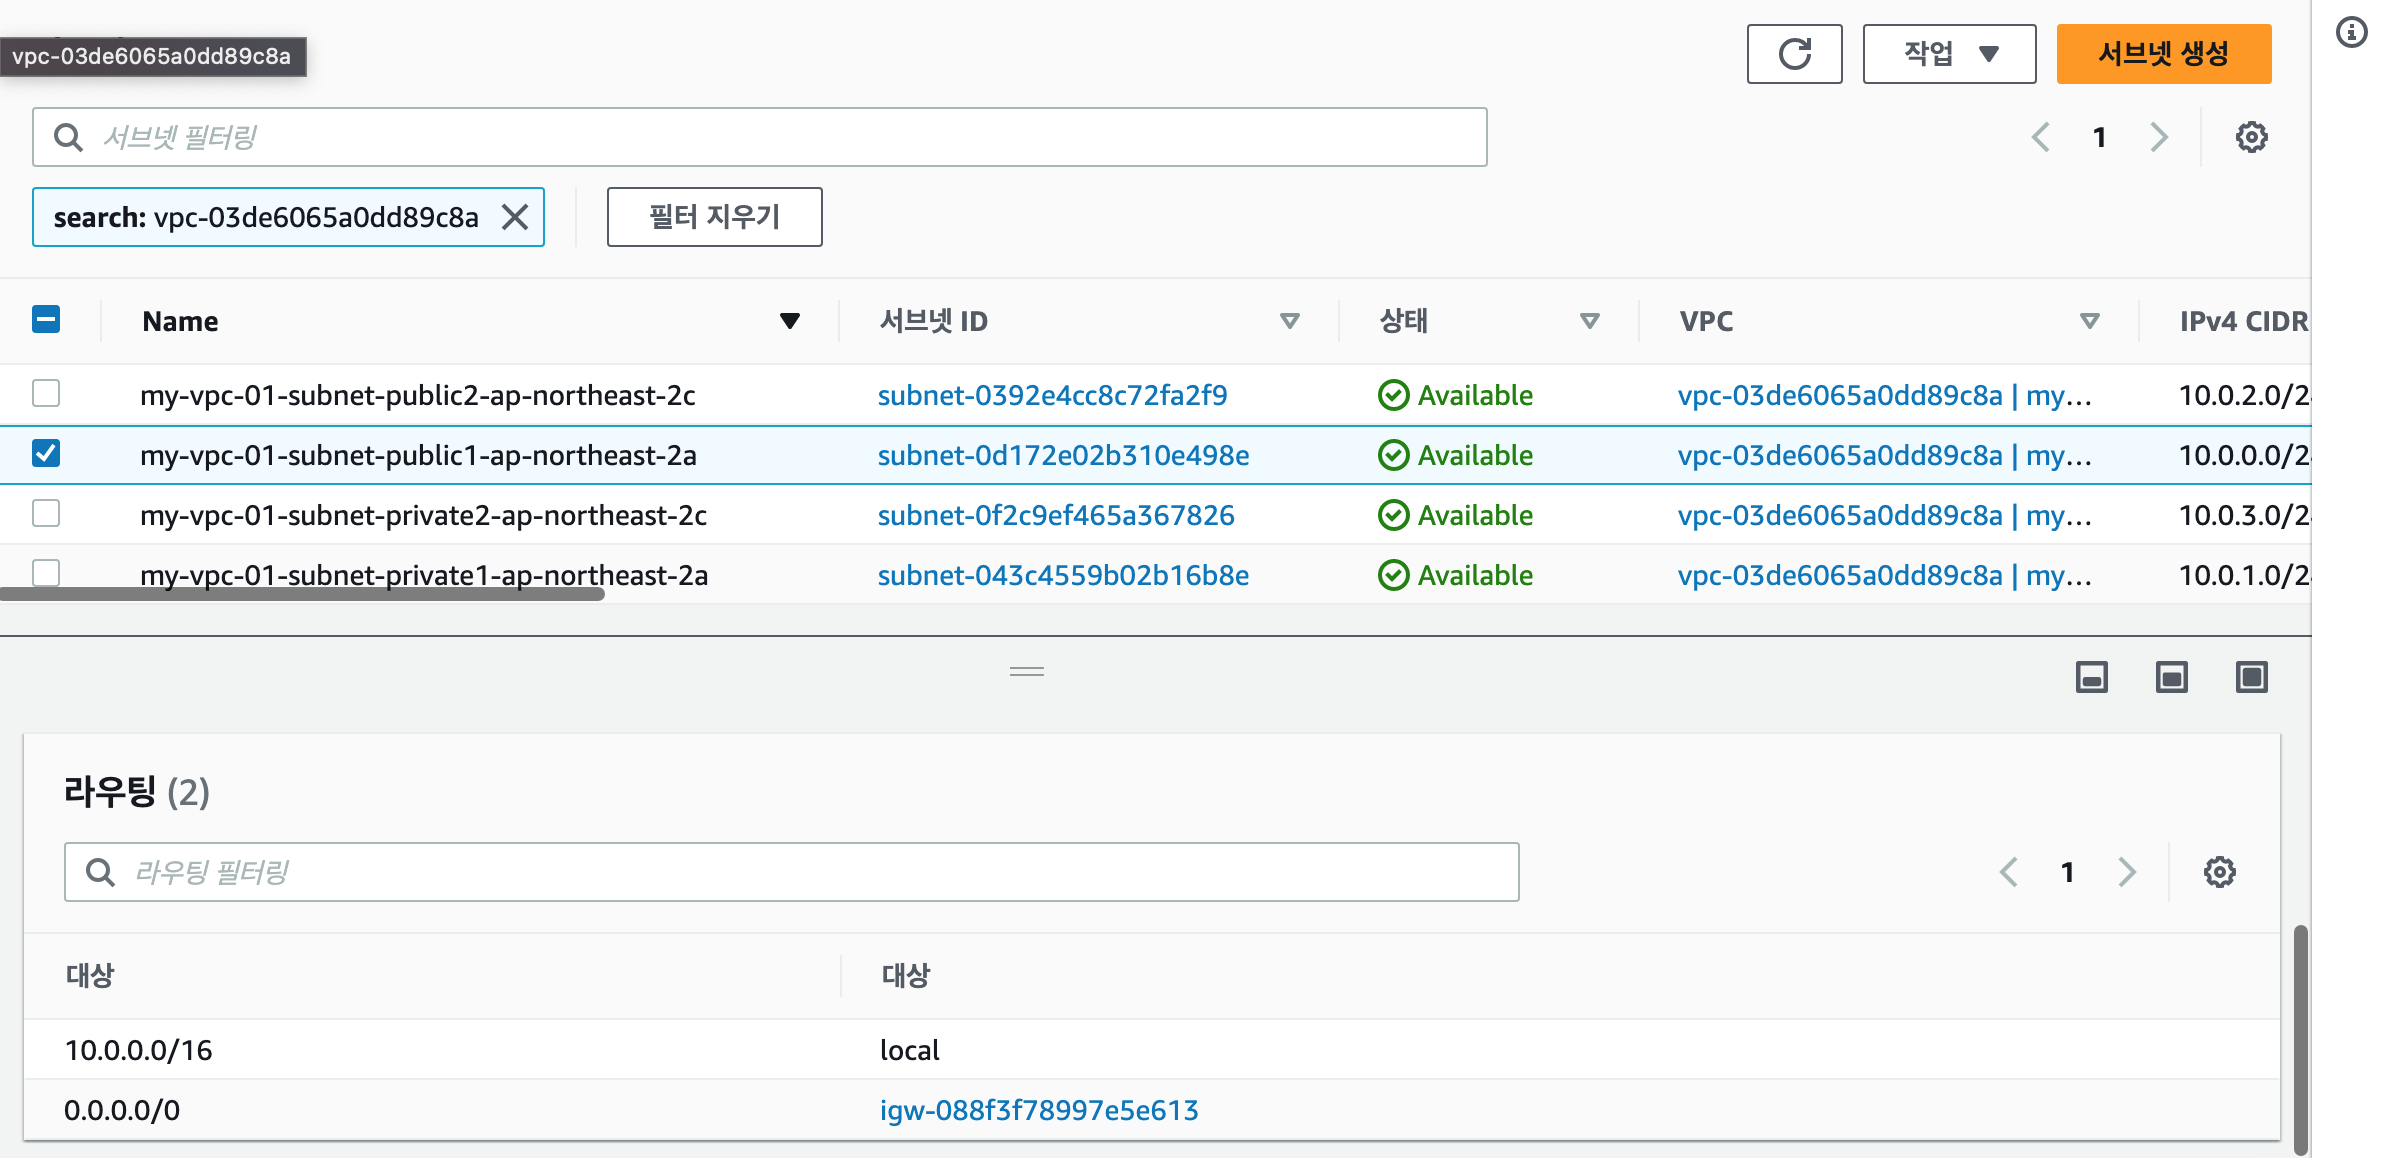 vpc-03de6065a0dd89c8a
작업
서브넷 생성
서브넷 필터링
1
search: vpc-03de6065a0dd89c8a
필터 지우기
Name 서브넷 ID 상태 VPC IPv4 CIDR
my-vpc-01-subnet-public2-ap-northeast-2c subnet-0392e4cc8c72fa2f9 Available vpc-03de6065a0dd89c8a | my... 10.0.2.0/2
my-vpc-01-subnet-public1-ap-northeast-2a subnet-0d172e02b310e498e Available vpc-03de6065a0dd89c8a | my... 10.0.0.0/2
my-vpc-01-subnet-private2-ap-northeast-2c subnet-0f2c9ef465a367826 Available vpc-03de6065a0dd89c8a | my... 10.0.3.0/2
my-vpc-01-subnet-private1-ap-northeast-2a subnet-043c4559b02b16b8e Available vpc-03de6065a0dd89c8a | my... 10.0.1.0/2
라우팅 (2)
라우팅 필터링
1
대상 대상
10.0.0.0/16 local
0.0.0.0/0 igw-088f3f78997e5e613